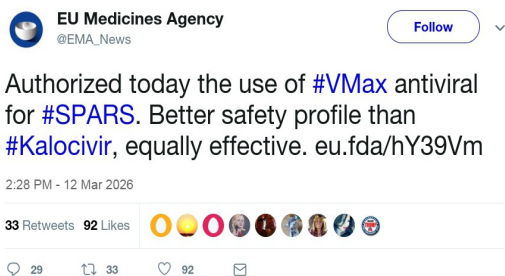 EU Medicines Agency
@EMA_News
Follow
Authorized today the use of #VMax antiviral
for #SPARS. Better safety profile than
#Kalocivir, equally effective. eu.fda/hY39Vm
2:28 PM - 12 Mar 2026
33 Retweets 92 Likes
29 33 92